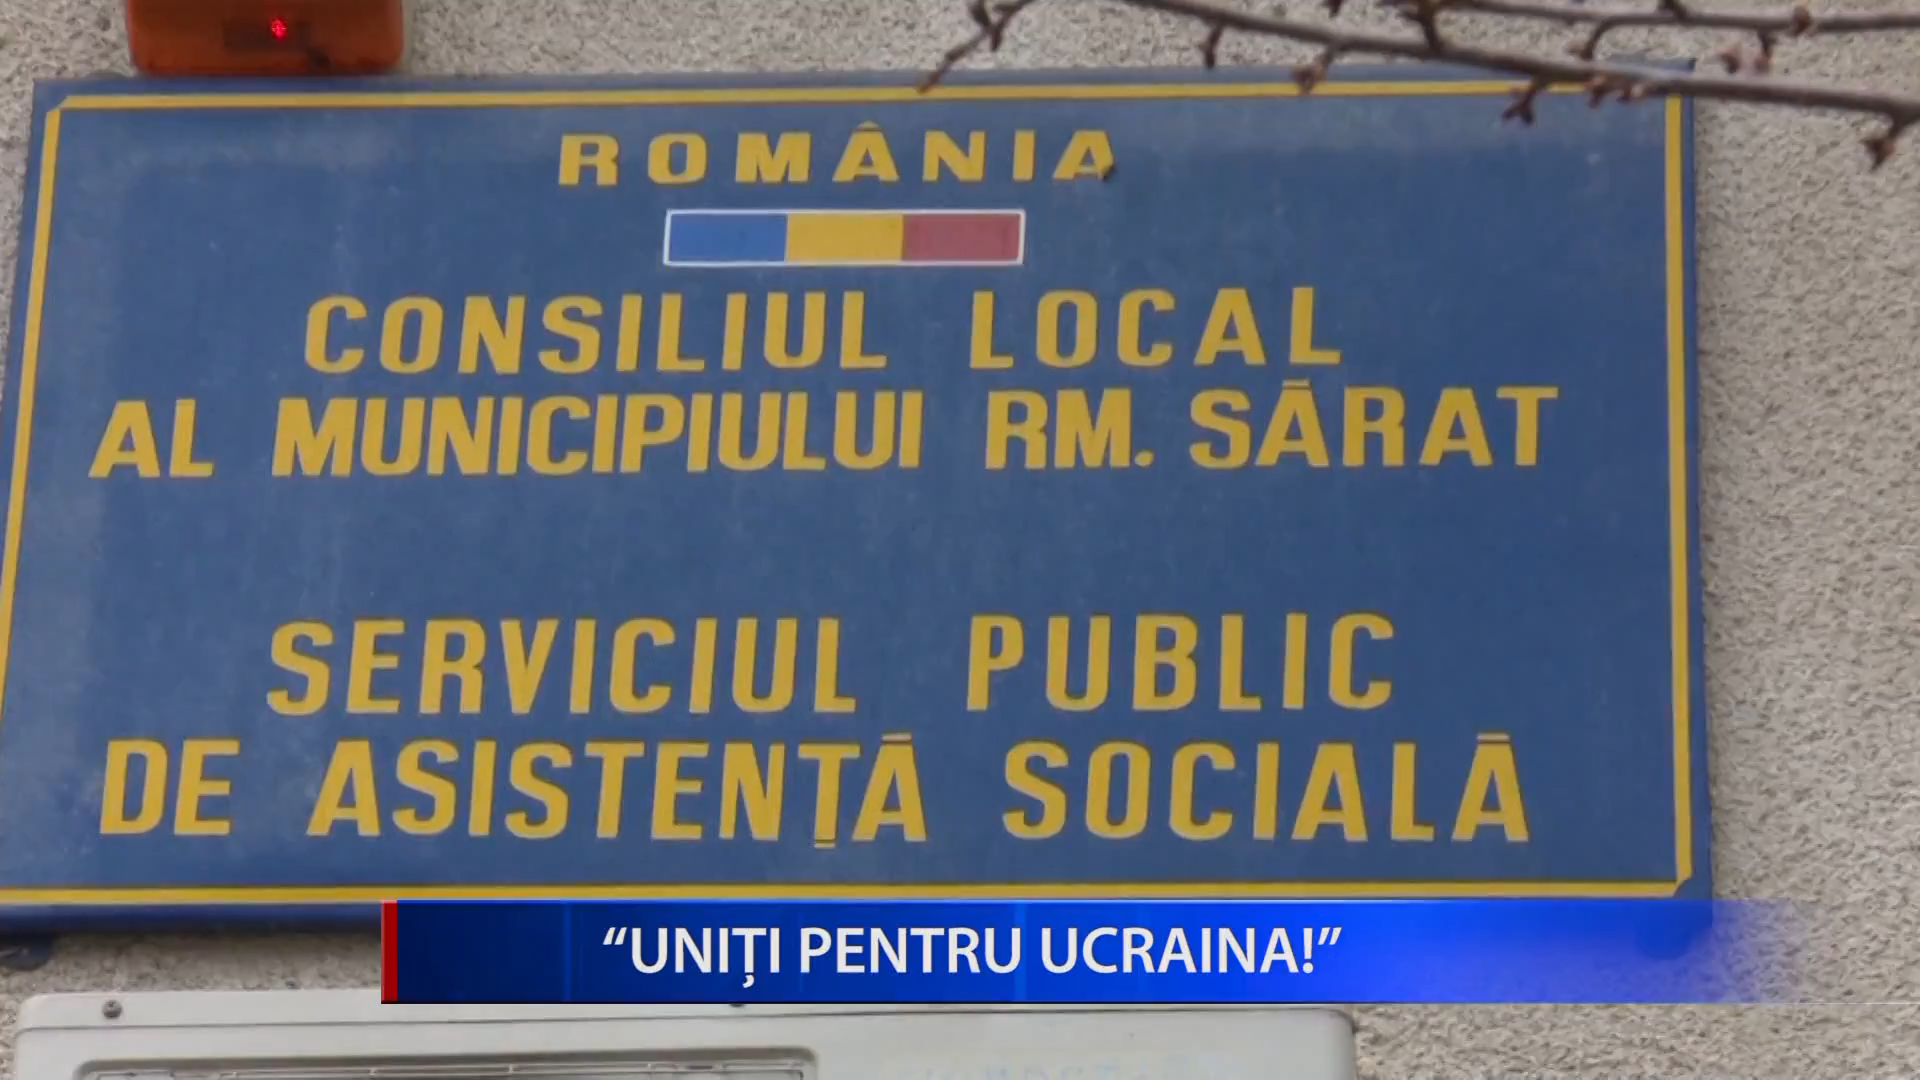 ROMÂNIA
CONSILIUL LOCAL
AL MUNICIPIULUI RM. SĂRAT
SERVICIUL PUBLIC
DE ASISTENȚĂ SOCIALĂ
“UNIȚI PENTRU UCRAINA!”